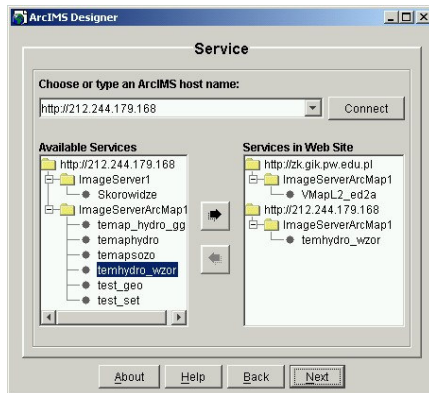 ArcIMS Designer
Service
Choose or type an ArcIMS host name:
http://212.244.179.168
Connect
Available Services
http://212.244.179.168
ImageServer1
Skorowidze
ImageServerArcMap1
temap_hydro_gg
temaphydro
temapsozo
temhydro_wzor
test_geo
test_set
Services in Web Site
http://zk.gik.pw.edu.pl
ImageServerArcMap1
VMapL2_ed2a
http://212.244.179.168
ImageServerArcMap1
temhydro_wzor
About
Help
Back
Next